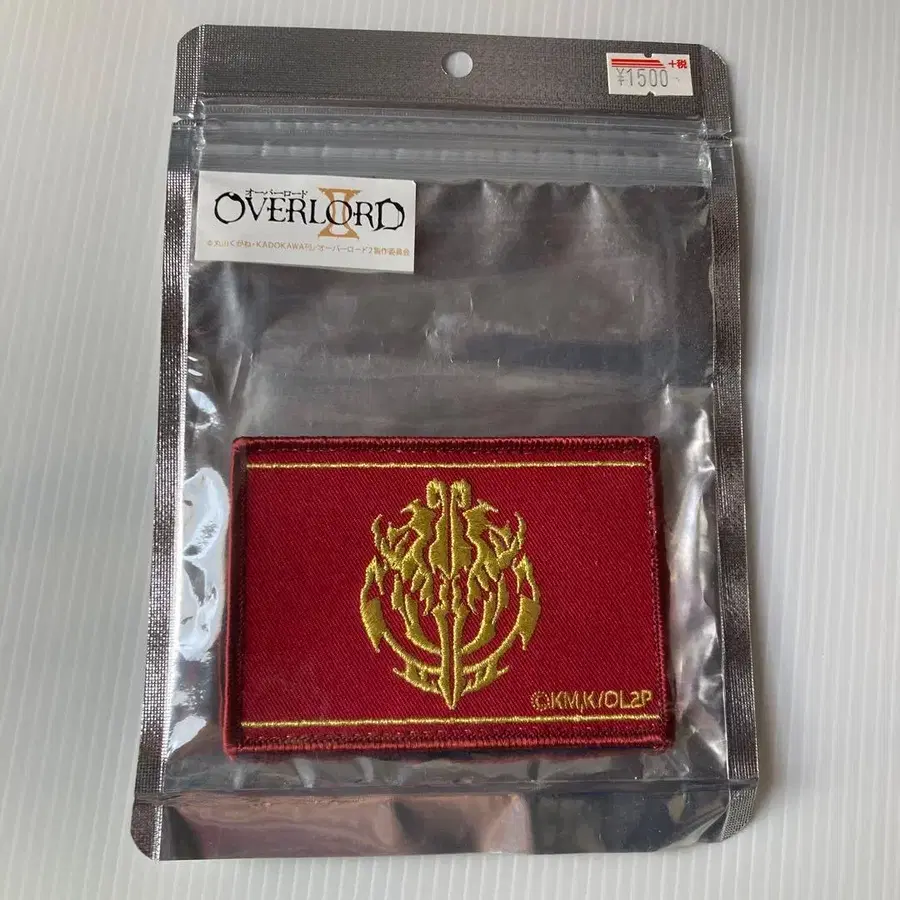 +税
¥1500
オーバーロード
OVERLORD II
©丸山くがね・KADOKAWA刊/オーバーロード2製作委員会
©KM,K/OL2P